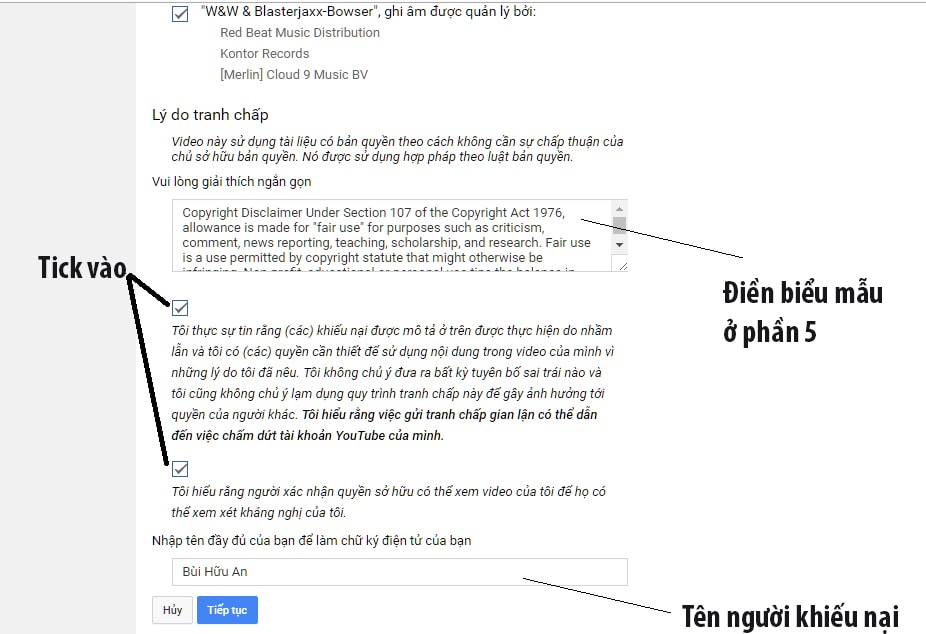 "W&W & Blasterjaxx-Bowser", ghi âm được quản lý bởi:
Red Beat Music Distribution
Kontor Records
[Merlin] Cloud 9 Music BV
Lý do tranh chấp
Video này sử dụng tài liệu có bản quyền theo cách không cần sự chấp thuận của
chủ sở hữu bản quyền. Nó được sử dụng hợp pháp theo luật bản quyền.
Vui lòng giải thích ngắn gọn
Copyright Disclaimer Under Section 107 of the Copyright Act 1976,
allowance is made for "fair use" for purposes such as criticism,
comment, news reporting, teaching, scholarship, and research. Fair use
is a use permitted by copyright statute that might otherwise be
infringing. Non profit, educational or personal use tips the balance in
Tick vào
Điền biểu mẫu
ở phần 5
Tôi thực sự tin rằng (các) khiếu nại được mô tả ở trên được thực hiện do nhầm
lẫn và tôi có (các) quyền cần thiết để sử dụng nội dung trong video của mình vì
những lý do tôi đã nêu. Tôi không chủ ý đưa ra bất kỳ tuyên bố sai trái nào và
tôi cũng không chủ ý lạm dụng quy trình tranh chấp này để gây ảnh hưởng tới
quyền của người khác. Tôi hiểu rằng việc gửi tranh chấp gian lận có thể dẫn
đến việc chấm dứt tài khoản YouTube của mình.
Tôi hiểu rằng người xác nhận quyền sở hữu có thể xem video của tôi để họ có
thể xem xét kháng nghị của tôi.
Nhập tên đầy đủ của bạn để làm chữ ký điện tử của bạn
Bùi Hữu An
Hủy
Tiếp tục
Tên người khiếu nại